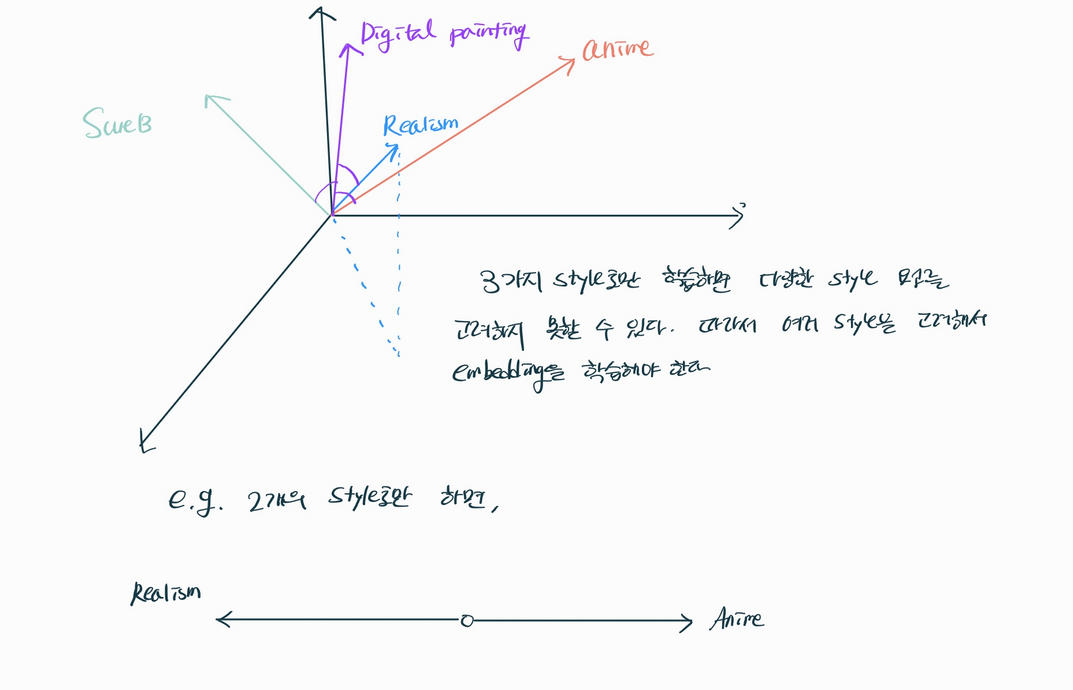 Digital painting
anime
Realism
3가지 style로만 학습하면 다양한 style 모두를
고려하지 못할 수 있다. 따라서 여러 style을 고려해서
embedding을 학습해야 한다
e.g. 2개의 style로만 하면,
Realism
Anime